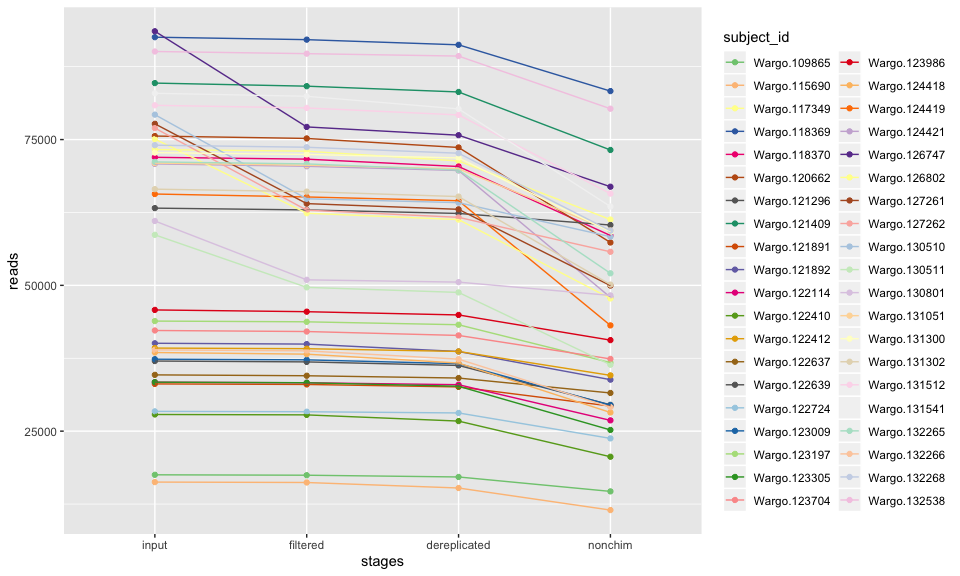 subject_id
Wargo.109865 Wargo.123986
Wargo.115690 Wargo.124418
Wargo.117349 Wargo.124419
Wargo.118369 Wargo.124421
Wargo.118370 Wargo.126747
Wargo.120662 Wargo.126802
Wargo.121296 Wargo.127261
Wargo.121409 Wargo.127262
Wargo.121891 Wargo.130510
Wargo.121892 Wargo.130511
Wargo.122114 Wargo.130801
Wargo.122410 Wargo.131051
Wargo.122412 Wargo.131300
Wargo.122637 Wargo.131302
Wargo.122639 Wargo.131512
Wargo.122724 Wargo.131541
Wargo.123009 Wargo.132265
Wargo.123197 Wargo.132266
Wargo.123305 Wargo.132268
Wargo.123704 Wargo.132538
75000
50000
25000
reads
input filtered dereplicated nonchim
stages